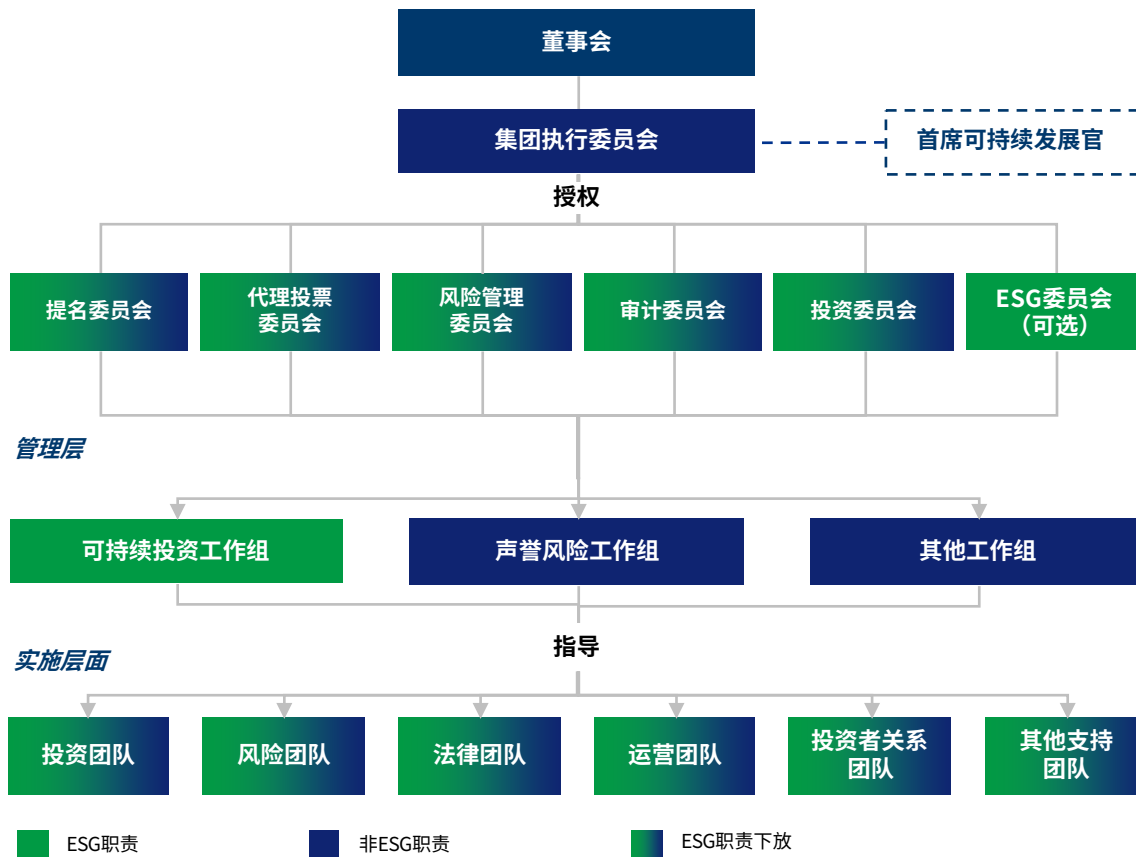 董事会
集团执行委员会
首席可持续发展官
授权
提名委员会
代理投票
委员会
风险管理
委员会
审计委员会
投资委员会
ESG委员会
（可选）
管理层
可持续投资工作组
声誉风险工作组
其他工作组
指导
实施层面
投资团队
风险团队
法律团队
运营团队
投资者关系
团队
其他支持
团队
ESG职责
非ESG职责
ESG职责下放